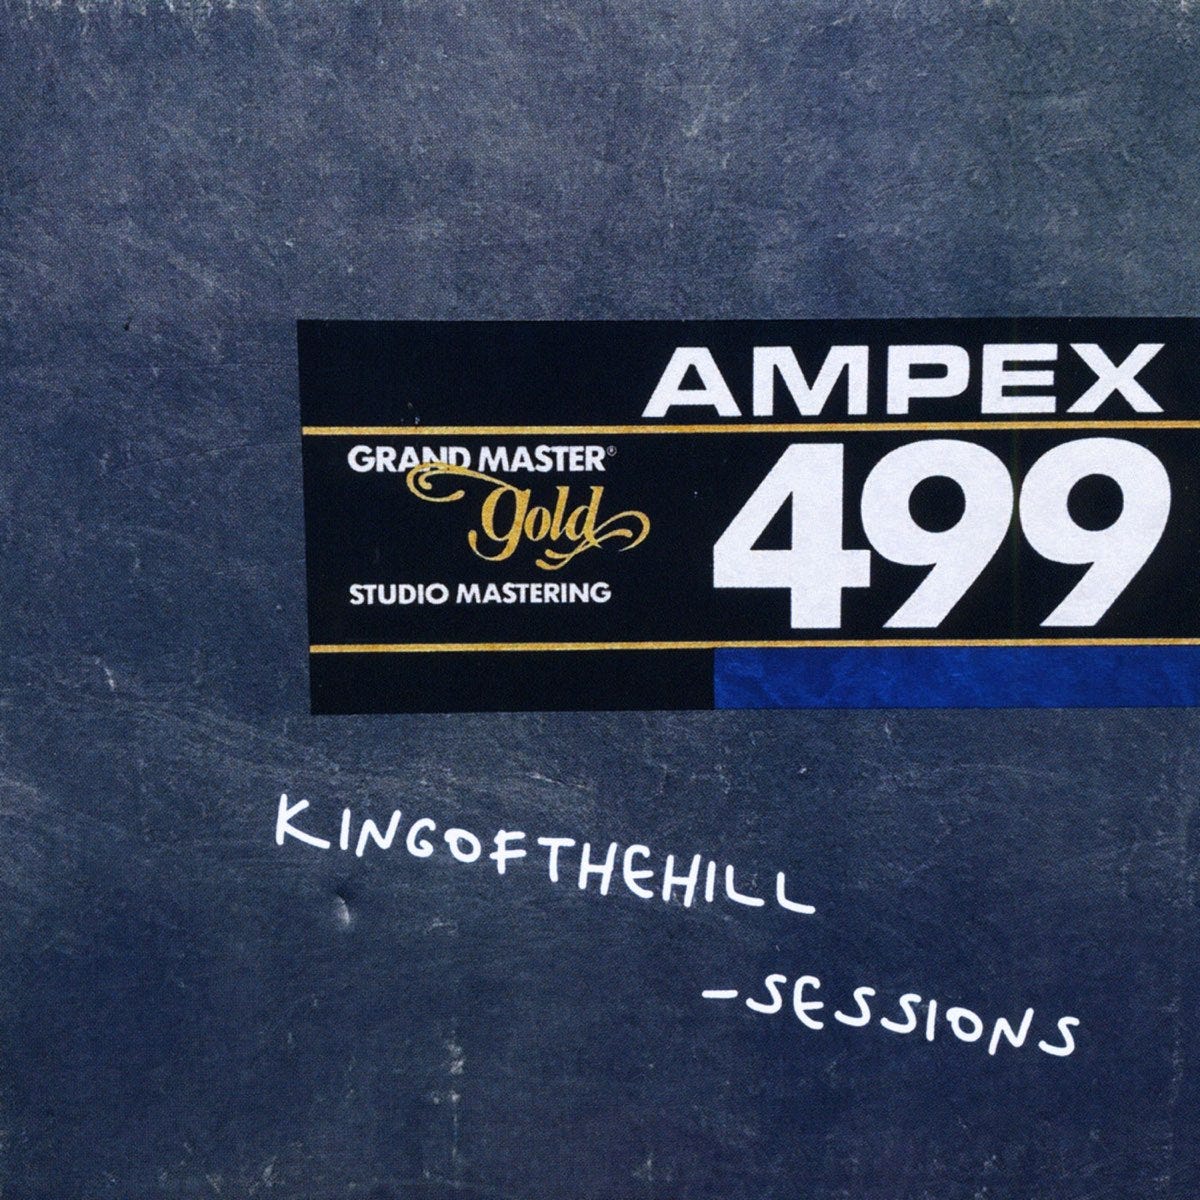 AMPEX
GRAND MASTER®
gold
499
STUDIO MASTERING
KINGOFTHEHILL
-SESSIONS